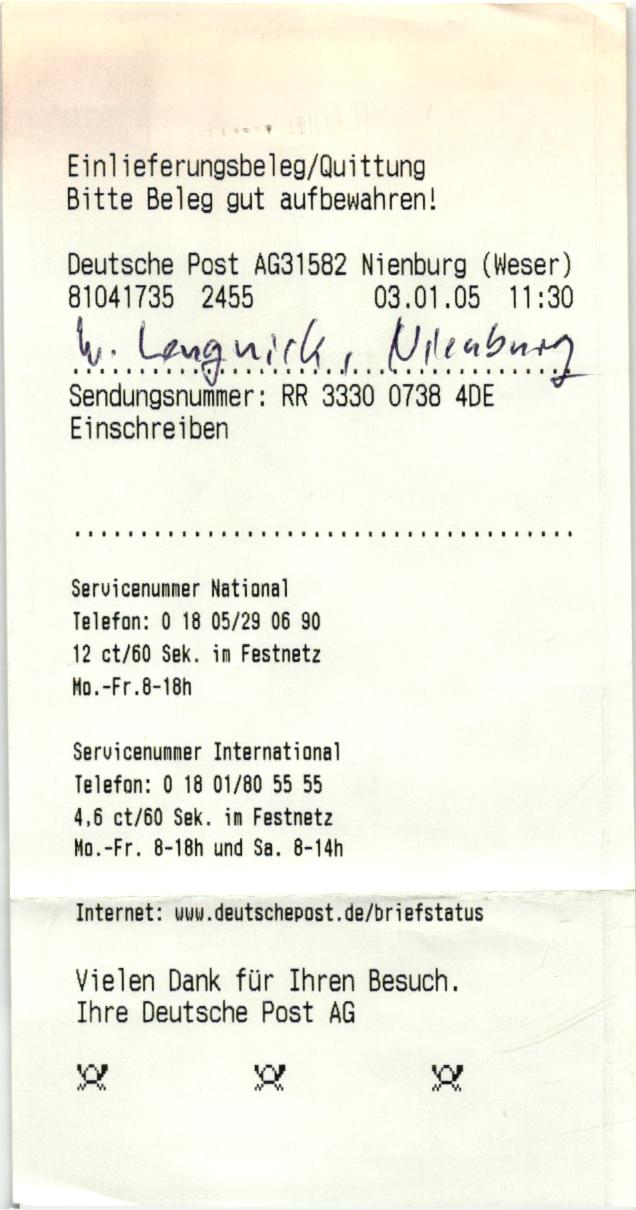 Einlieferungsbeleg/Quittung
Bitte Beleg gut aufbewahren!
Deutsche Post AG31582 Nienburg (Weser)
81041735 2455 03.01.05 11:30
W. Langnick, Nienburg
Sendungsnummer: RR 3330 0738 4DE
Einschreiben
Servicenummer National
Telefon: 0 18 05/29 06 90
12 ct/60 Sek. im Festnetz
Mo.-Fr.8-18h
Servicenummer International
Telefon: 0 18 01/80 55 55
4,6 ct/60 Sek. im Festnetz
Mo.-Fr. 8-18h und Sa. 8-14h
Internet: www.deutschepost.de/briefstatus
Vielen Dank für Ihren Besuch.
Ihre Deutsche Post AG